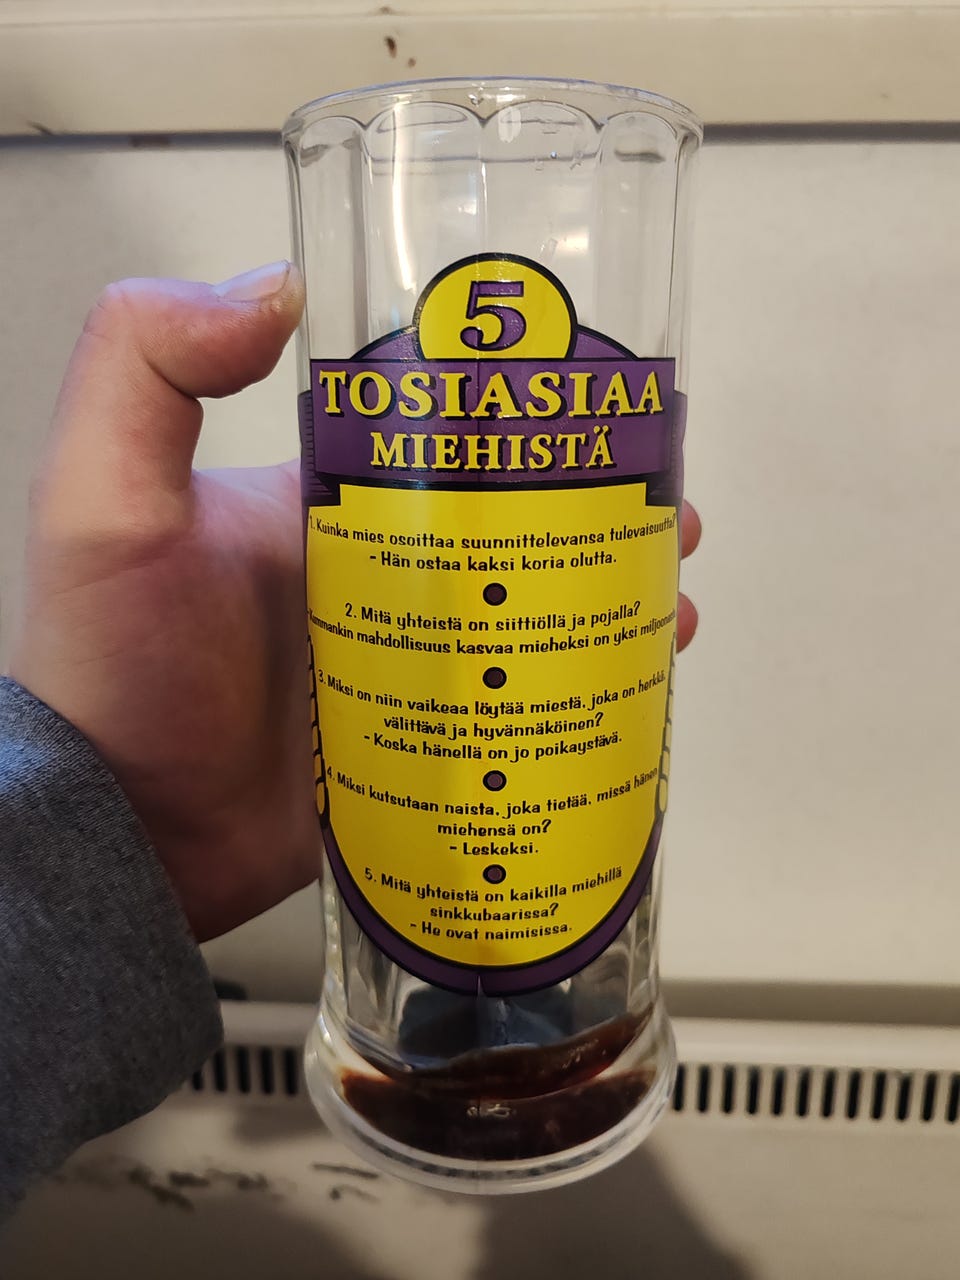 5
TOSIASIAA
MIEHISTÄ
1. Kuinka mies osoittaa suunnittelevansa tulevaisuutta?
- Hän ostaa kaksi koria olutta.
2. Mitä yhteistä on siittiöllä ja pojalla?
- Kummankin mahdollisuus kasvaa mieheksi on yksi
3. Miksi on niin vaikeaa löytää miestä, joka on herkkä,
välittävä ja hyvännäköinen?
- Koska hänellä on jo poikaystävä.
4. Miksi kutsutaan naista, joka tietää, missä hänen
miehensä on?
- Leskeksi.
5. Mitä yhteistä on kaikilla miehillä
sinkkubaarissa?
- He ovat naimisissa.